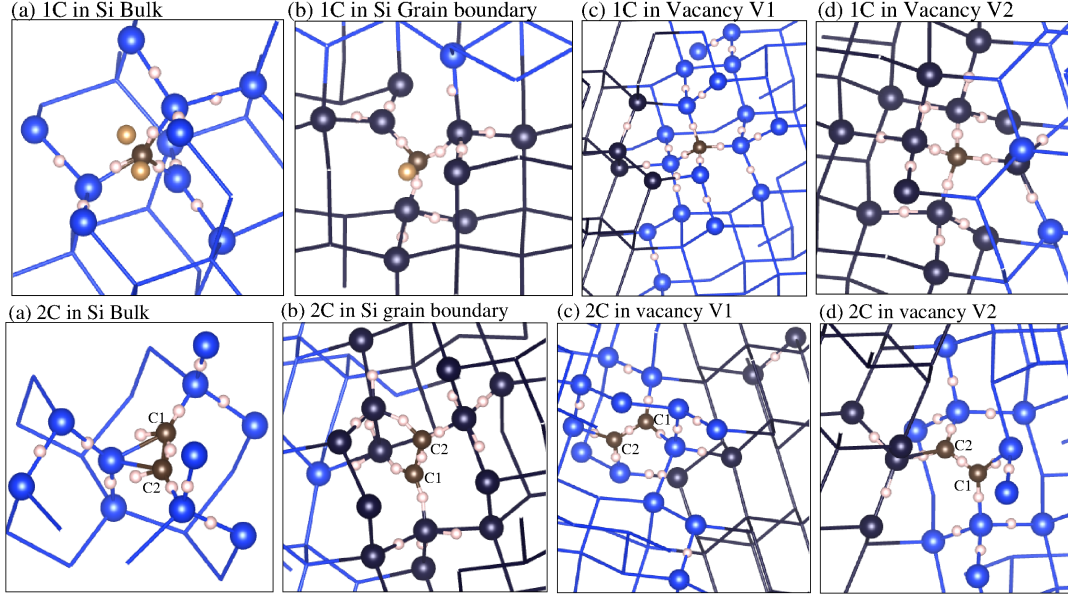 (a) 1C in Si Bulk
(b) 1C in Si Grain boundary
(c) 1C in Vacancy V1
(d) 1C in Vacancy V2
(a) 2C in Si Bulk
(b) 2C in Si grain boundary
(c) 2C in vacancy V1
(d) 2C in vacancy V2
C1
C2
C2
C1
C1
C2
C2
C1